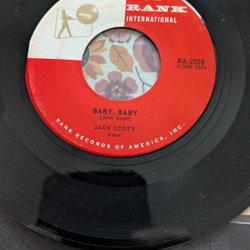 RANK
INTERNATIONAL
RA-2028
BABY, BABY
(Jack Scott)
JACK SCOTT
Vocal
RANK RECORDS OF AMERICA, INC.